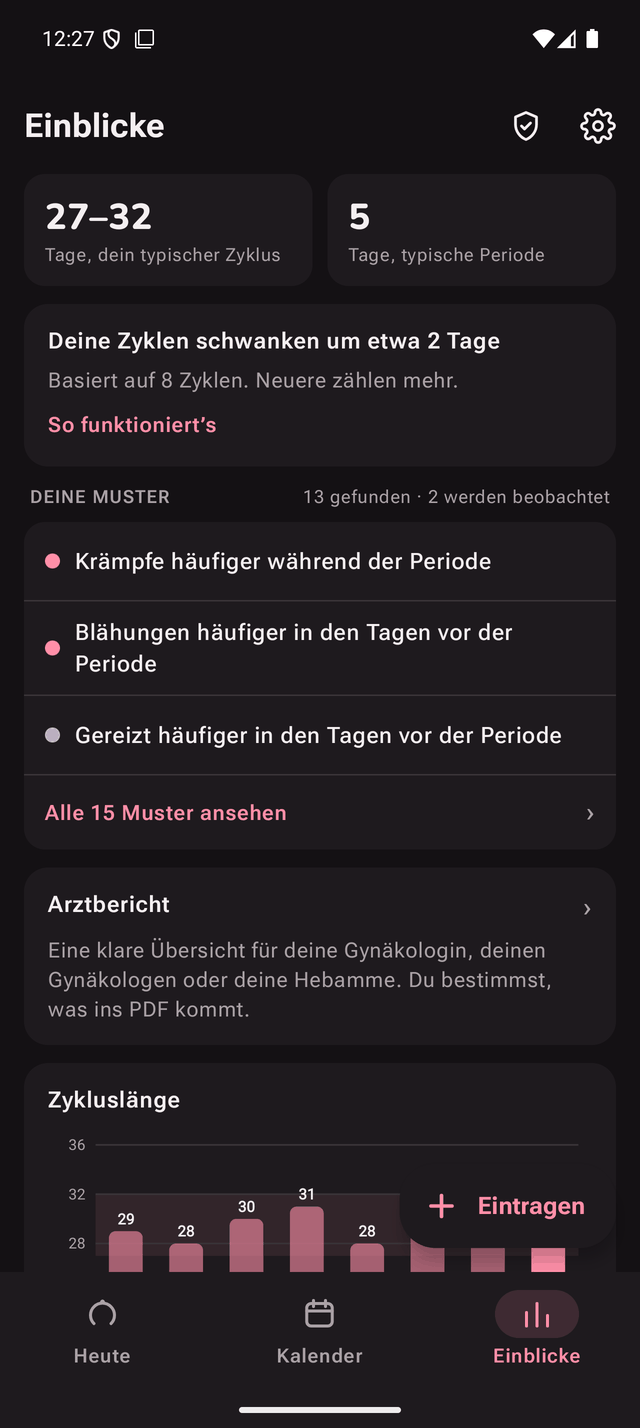 12:27
Einblicke
27–32
Tage, dein typischer Zyklus
5
Tage, typische Periode
Deine Zyklen schwanken um etwa 2 Tage
Basiert auf 8 Zyklen. Neuere zählen mehr.
So funktioniert’s
DEINE MUSTER
13 gefunden · 2 werden beobachtet
Krämpfe häufiger während der Periode
Blähungen häufiger in den Tagen vor der
Periode
Gereizt häufiger in den Tagen vor der Periode
Alle 15 Muster ansehen
Arztbericht
Eine klare Übersicht für deine Gynäkologin, deinen
Gynäkologen oder deine Hebamme. Du bestimmst,
was ins PDF kommt.
Zykluslänge
36
32
28
29
28
30
31
28
Eintragen
Heute
Kalender
Einblicke